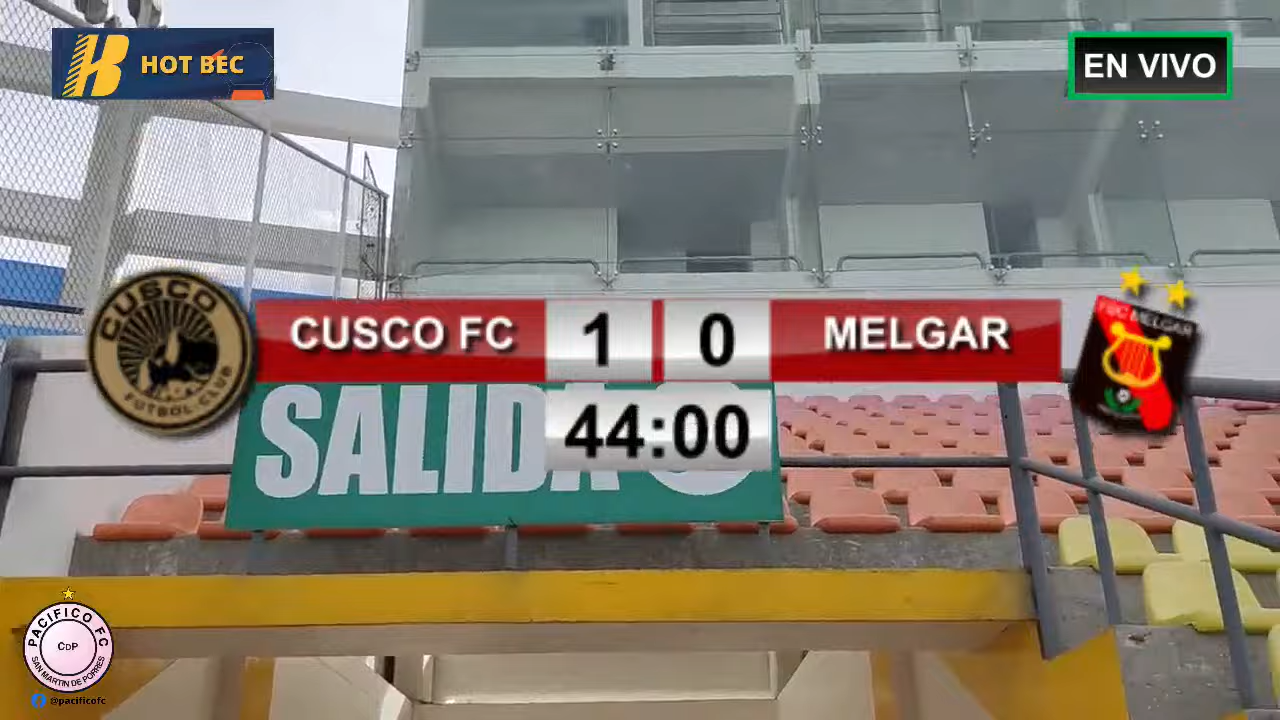 HOT BEC
EN VIVO
CUSCO
FUTBOL CLUB
CUSCO FC 1 0 MELGAR
FBC MELGAR
44:00
SALIDA
PACIFICO FC
CDP
SAN MARTIN DE PORRES
@pacificofc